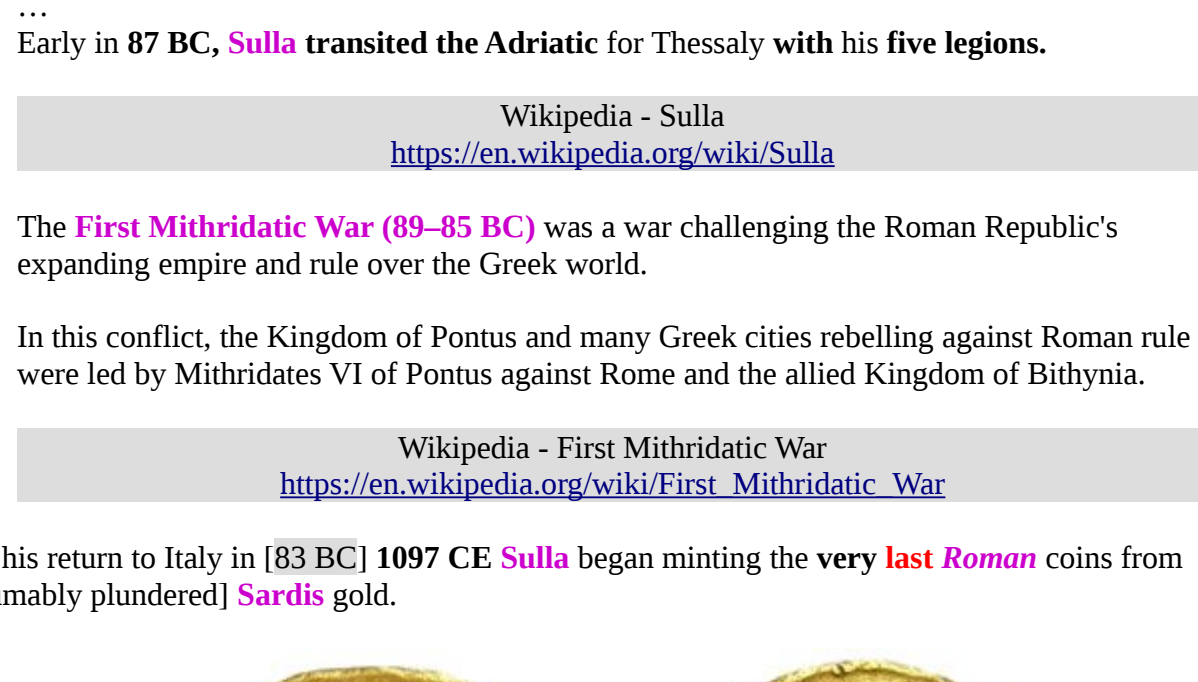 …
Early in 87 BC, Sulla transited the Adriatic for Thessaly with his five legions.
Wikipedia - Sulla
https://en.wikipedia.org/wiki/Sulla
The First Mithridatic War (89–85 BC) was a war challenging the Roman Republic's
expanding empire and rule over the Greek world.
In this conflict, the Kingdom of Pontus and many Greek cities rebelling against Roman rule
were led by Mithridates VI of Pontus against Rome and the allied Kingdom of Bithynia.
Wikipedia - First Mithridatic War
https://en.wikipedia.org/wiki/First_Mithridatic_War
his return to Italy in [83 BC] 1097 CE Sulla began minting the very last Roman coins from
plundered] Sardis gold.